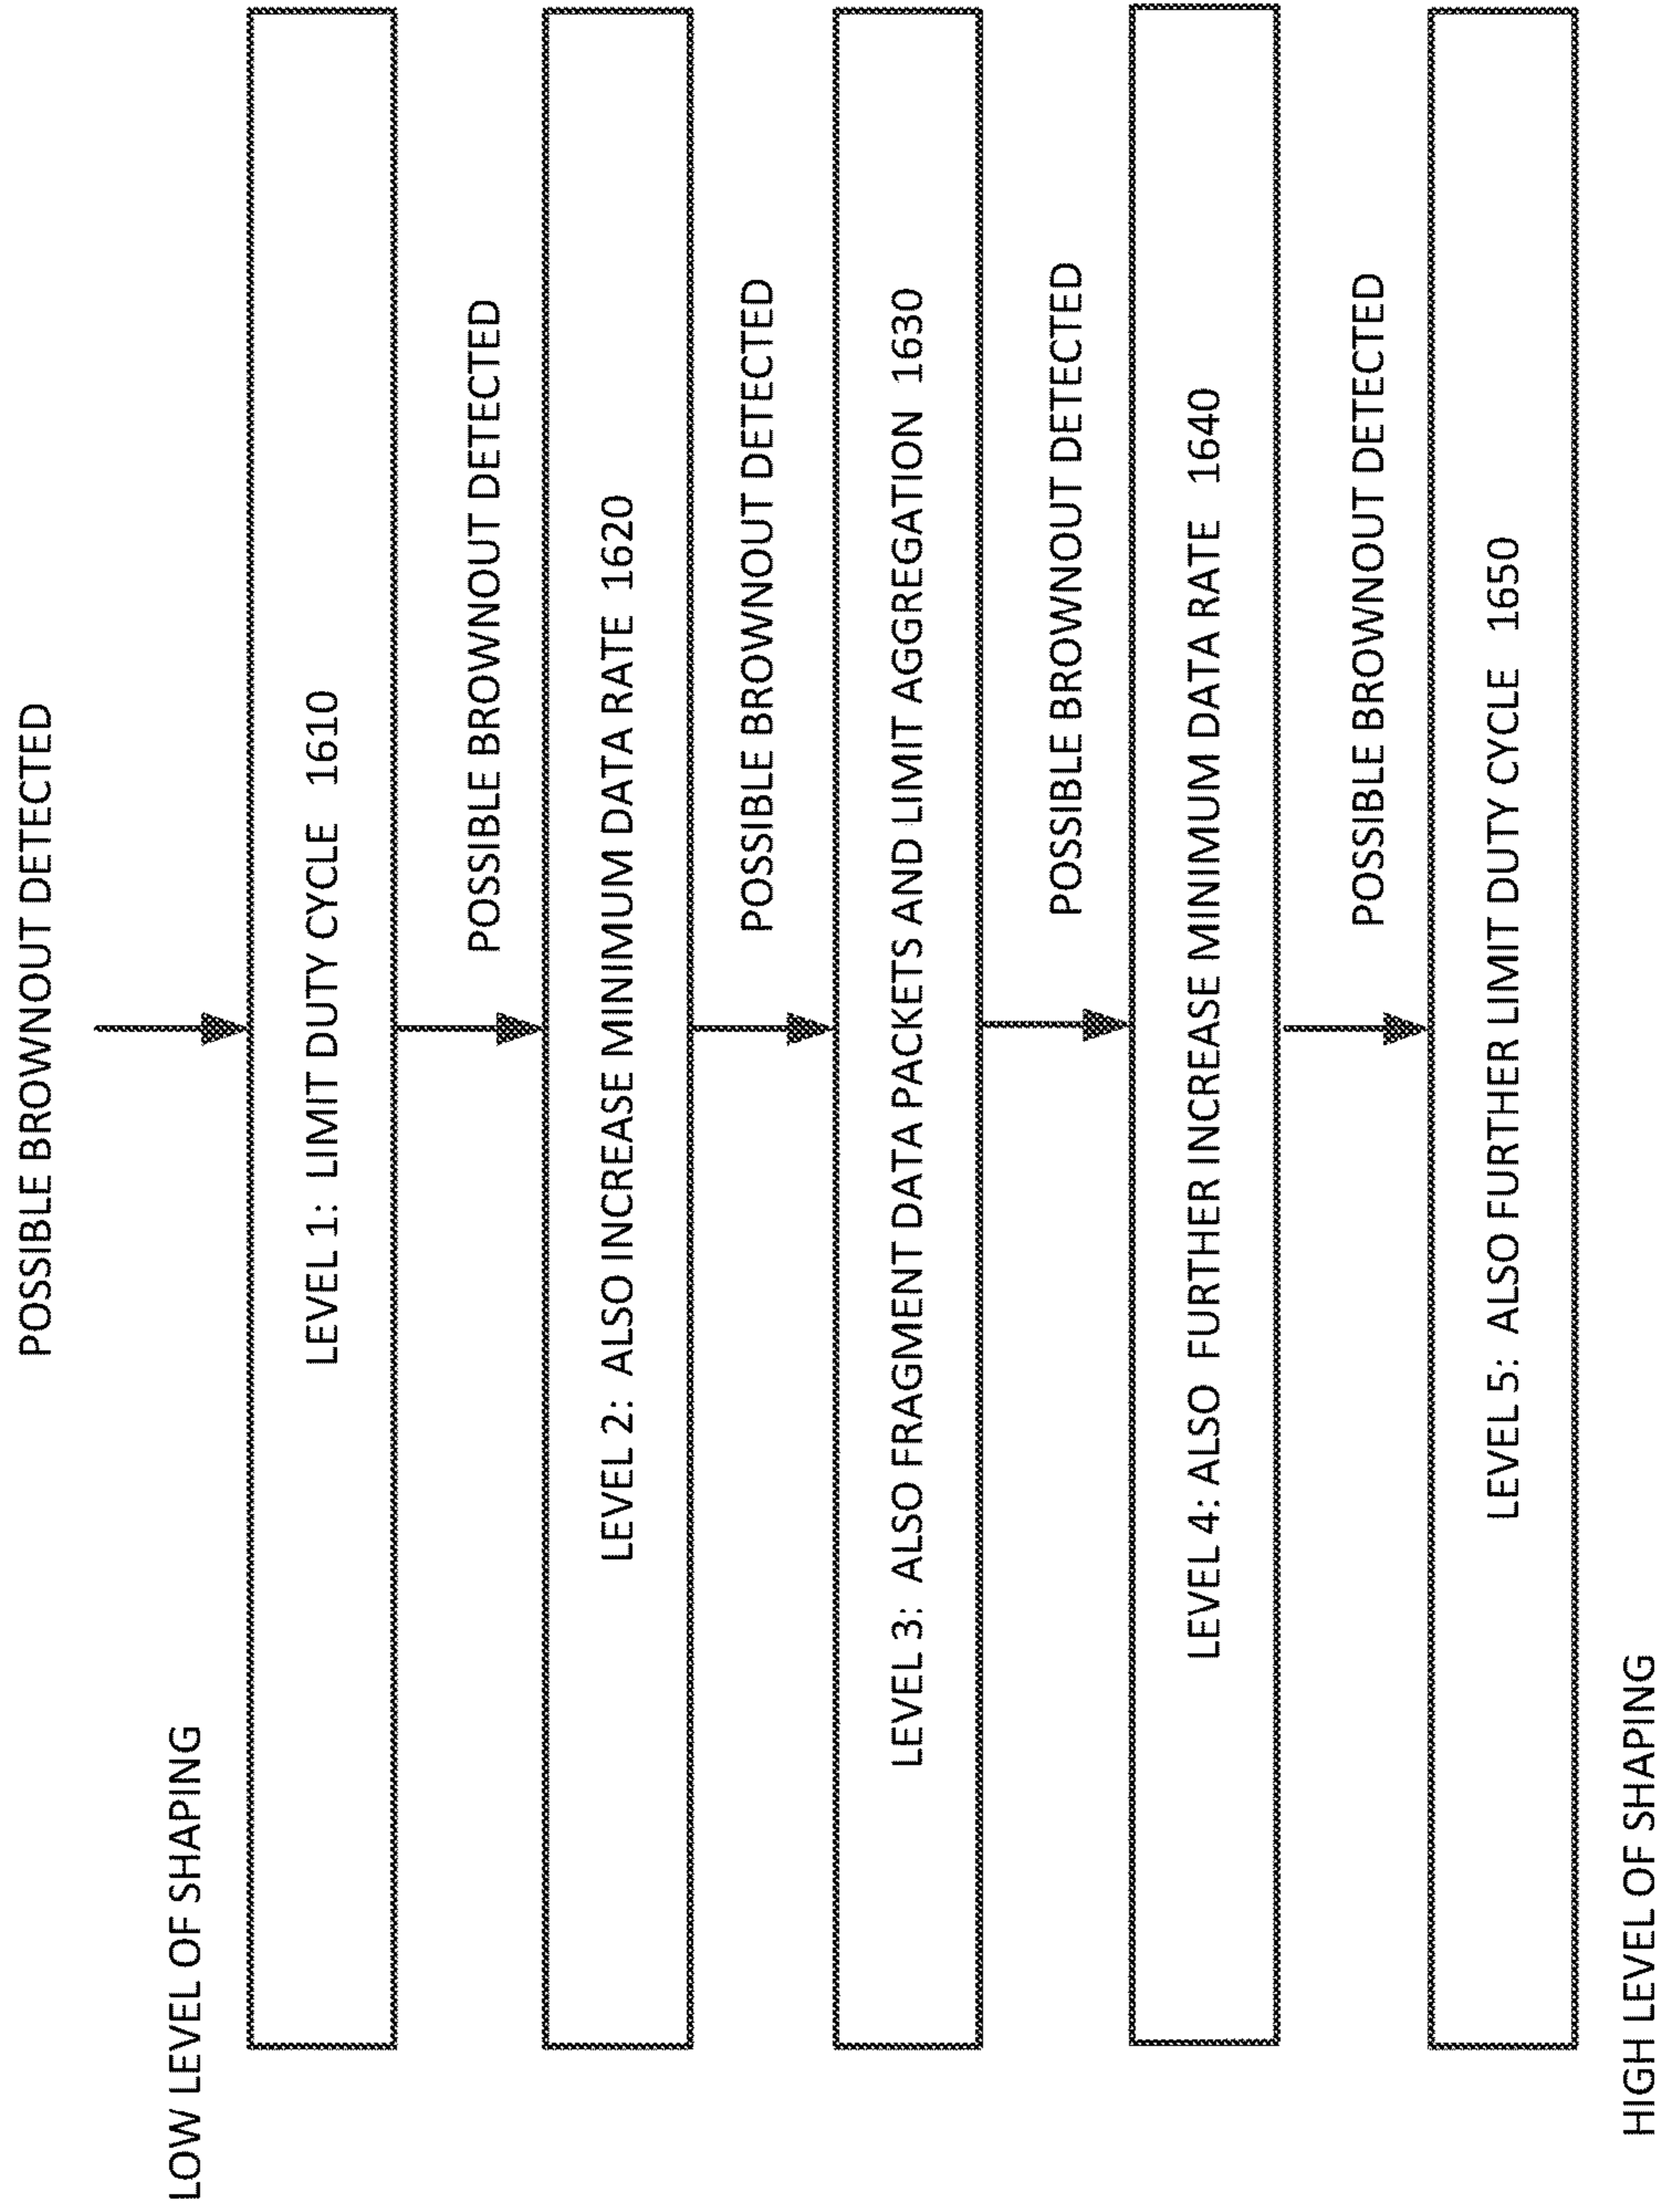 POSSIBLE BROWNOUT DETECTED
LOW LEVEL OF SHAPING
LEVEL 1: LIMIT DUTY CYCLE 1610
POSSIBLE BROWNOUT DETECTED
LEVEL 2: ALSO INCREASE MINIMUM DATA RATE 1620
POSSIBLE BROWNOUT DETECTED
LEVEL 3: ALSO FRAGMENT DATA PACKETS AND LIMIT AGGREGATION 1630
POSSIBLE BROWNOUT DETECTED
LEVEL 4: ALSO FURTHER INCREASE MINIMUM DATA RATE 1640
POSSIBLE BROWNOUT DETECTED
LEVEL 5: ALSO FURTHER LIMIT DUTY CYCLE 1650
HIGH LEVEL OF SHAPING